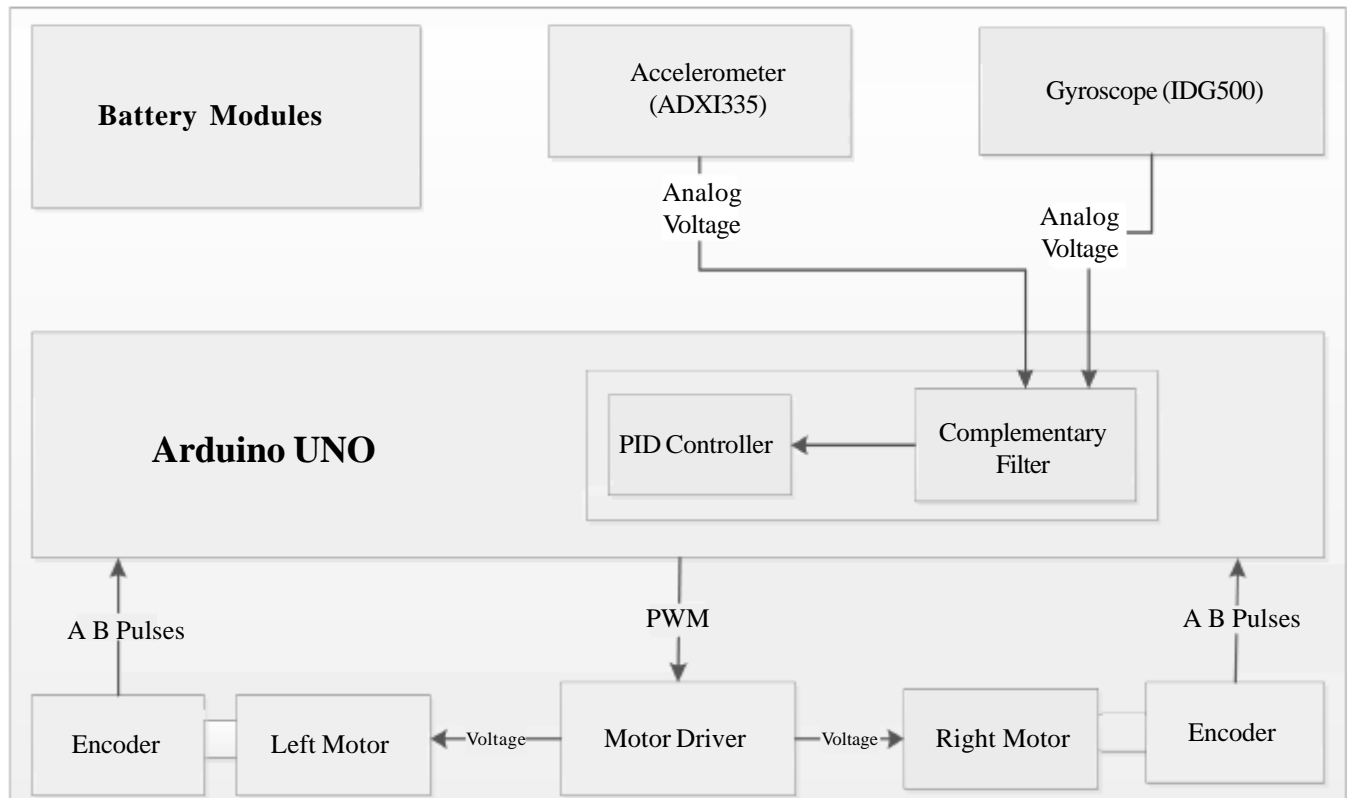 Battery Modules
Accelerometer
(ADXI335)
Gyroscope (IDG500)
Analog
Voltage
Analog
Voltage
Arduino UNO
PID Controller
Complementary
Filter
A B Pulses
PWM
A B Pulses
Encoder
Left Motor
Voltage
Motor Driver
Voltage
Right Motor
Encoder